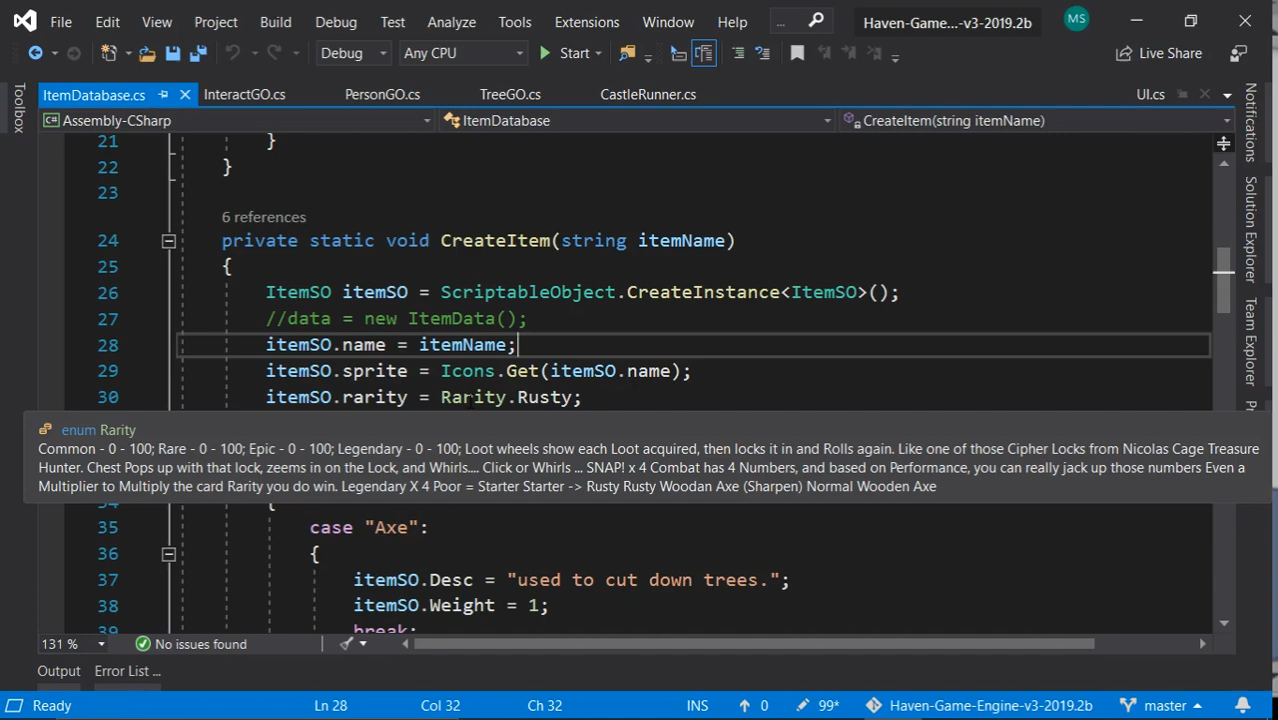 File Edit View Project Build Debug Test Analyze Tools Extensions Window Help ... Haven-Game...-v3-2019.2b MS
Debug Any CPU Start Live Share
Toolbox
ItemDatabase.cs InteractGO.cs PersonGO.cs TreeGO.cs CastleRunner.cs UI.cs
C# Assembly-CSharp ItemDatabase CreateItem(string itemName)
21 }
22 }
23
6 references
24 private static void CreateItem(string itemName)
25 {
26 ItemSO itemSO = ScriptableObject.CreateInstance<ItemSO>();
27 //data = new ItemData();
28 itemSO.name = itemName;
29 itemSO.sprite = Icons.Get(itemSO.name);
30 itemSO.rarity = Rarity.Rusty;
enum Rarity
Common - 0 - 100; Rare - 0 - 100; Epic - 0 - 100; Legendary - 0 - 100; Loot wheels show each Loot acquired, then locks it in and Rolls again. Like one of those Cipher Locks from Nicolas Cage Treasure
Hunter. Chest Pops up with that lock, zeems in on the Lock, and Whirls.... Click or Whirls ... SNAP! x 4 Combat has 4 Numbers, and based on Performance, you can really jack up those numbers Even a
Multiplier to Multiply the card Rarity you do win. Legendary X 4 Poor = Starter Starter -> Rusty Rusty Woodan Axe (Sharpen) Normal Wooden Axe
34 {
35 case "Axe":
36 {
37 itemSO.Desc = "used to cut down trees.";
38 itemSO.Weight = 1;
39 break;
Notifications
Solution Explorer
Team Explorer
131 % No issues found
Output Error List ...
Ready Ln 28 Col 32 Ch 32 INS 0 99* Haven-Game-Engine-v3-2019.2b master